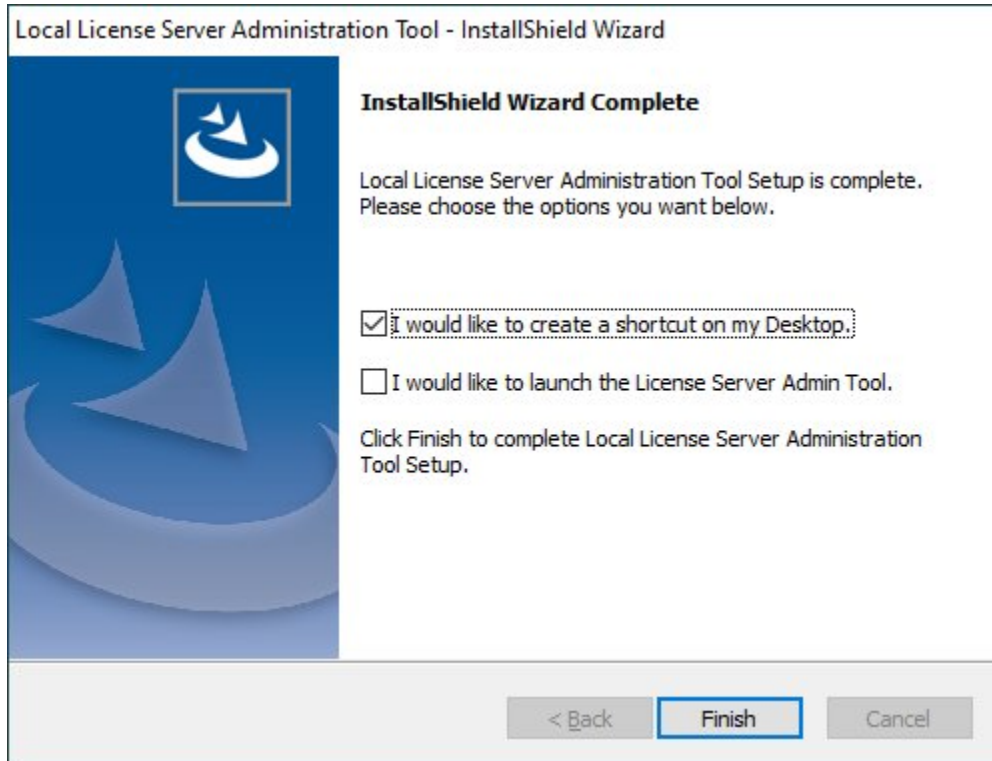 Local License Server Administration Tool - InstallShield Wizard
InstallShield Wizard Complete
Local License Server Administration Tool Setup is complete.
Please choose the options you want below.
I would like to create a shortcut on my Desktop.
I would like to launch the License Server Admin Tool.
Click Finish to complete Local License Server Administration
Tool Setup.
< Back
Finish
Cancel